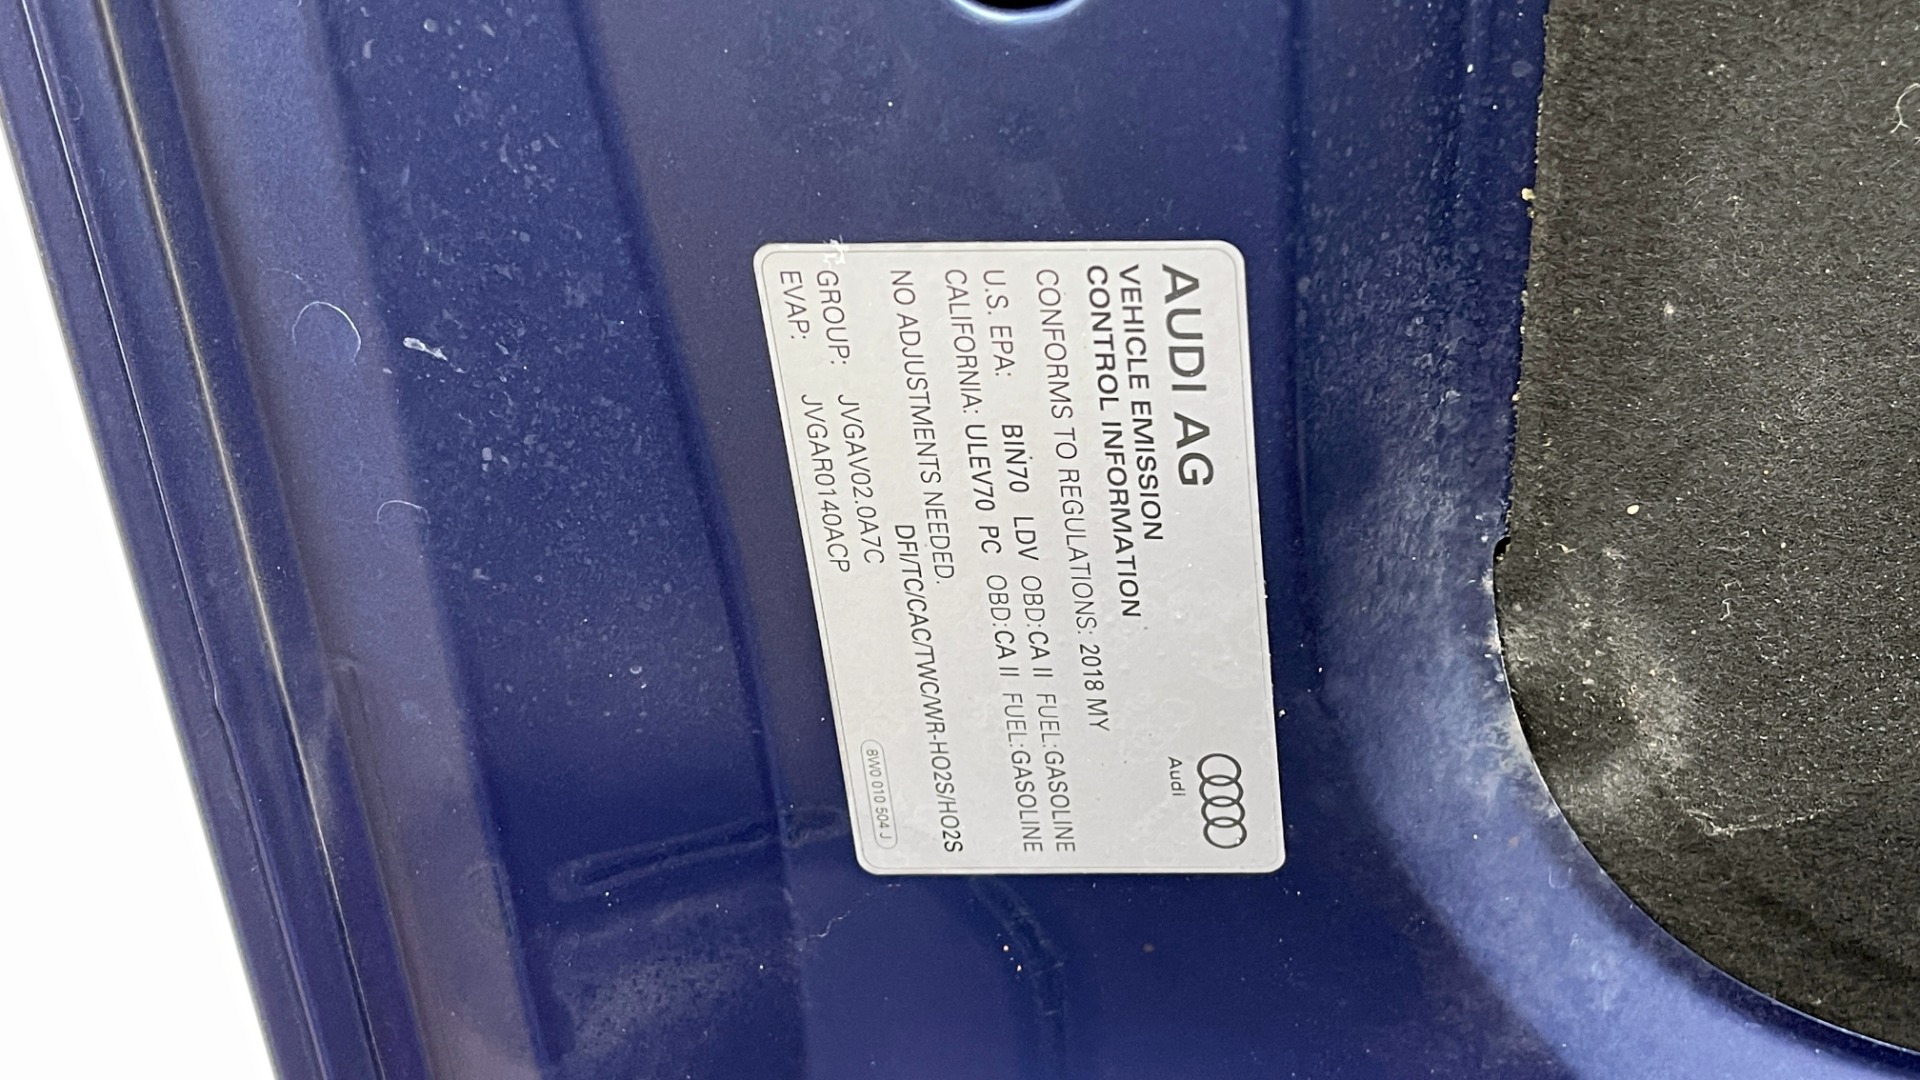 AUDI AG
VEHICLE EMISSION
CONTROL INFORMATION
Audi
CONFORMS TO REGULATIONS: 2018 MY
U.S. EPA: BIN70 LDV OBD:CA II FUEL:GASOLINE
CALIFORNIA: ULEV70 PC OBD:CA II FUEL:GASOLINE
NO ADJUSTMENTS NEEDED.
DFI/TC/CAC/TWC/WR-HO2S/HO2S
GROUP: JVGAV02.0A7C
EVAP: JVGAR0140ACP
8W0 010 504 J